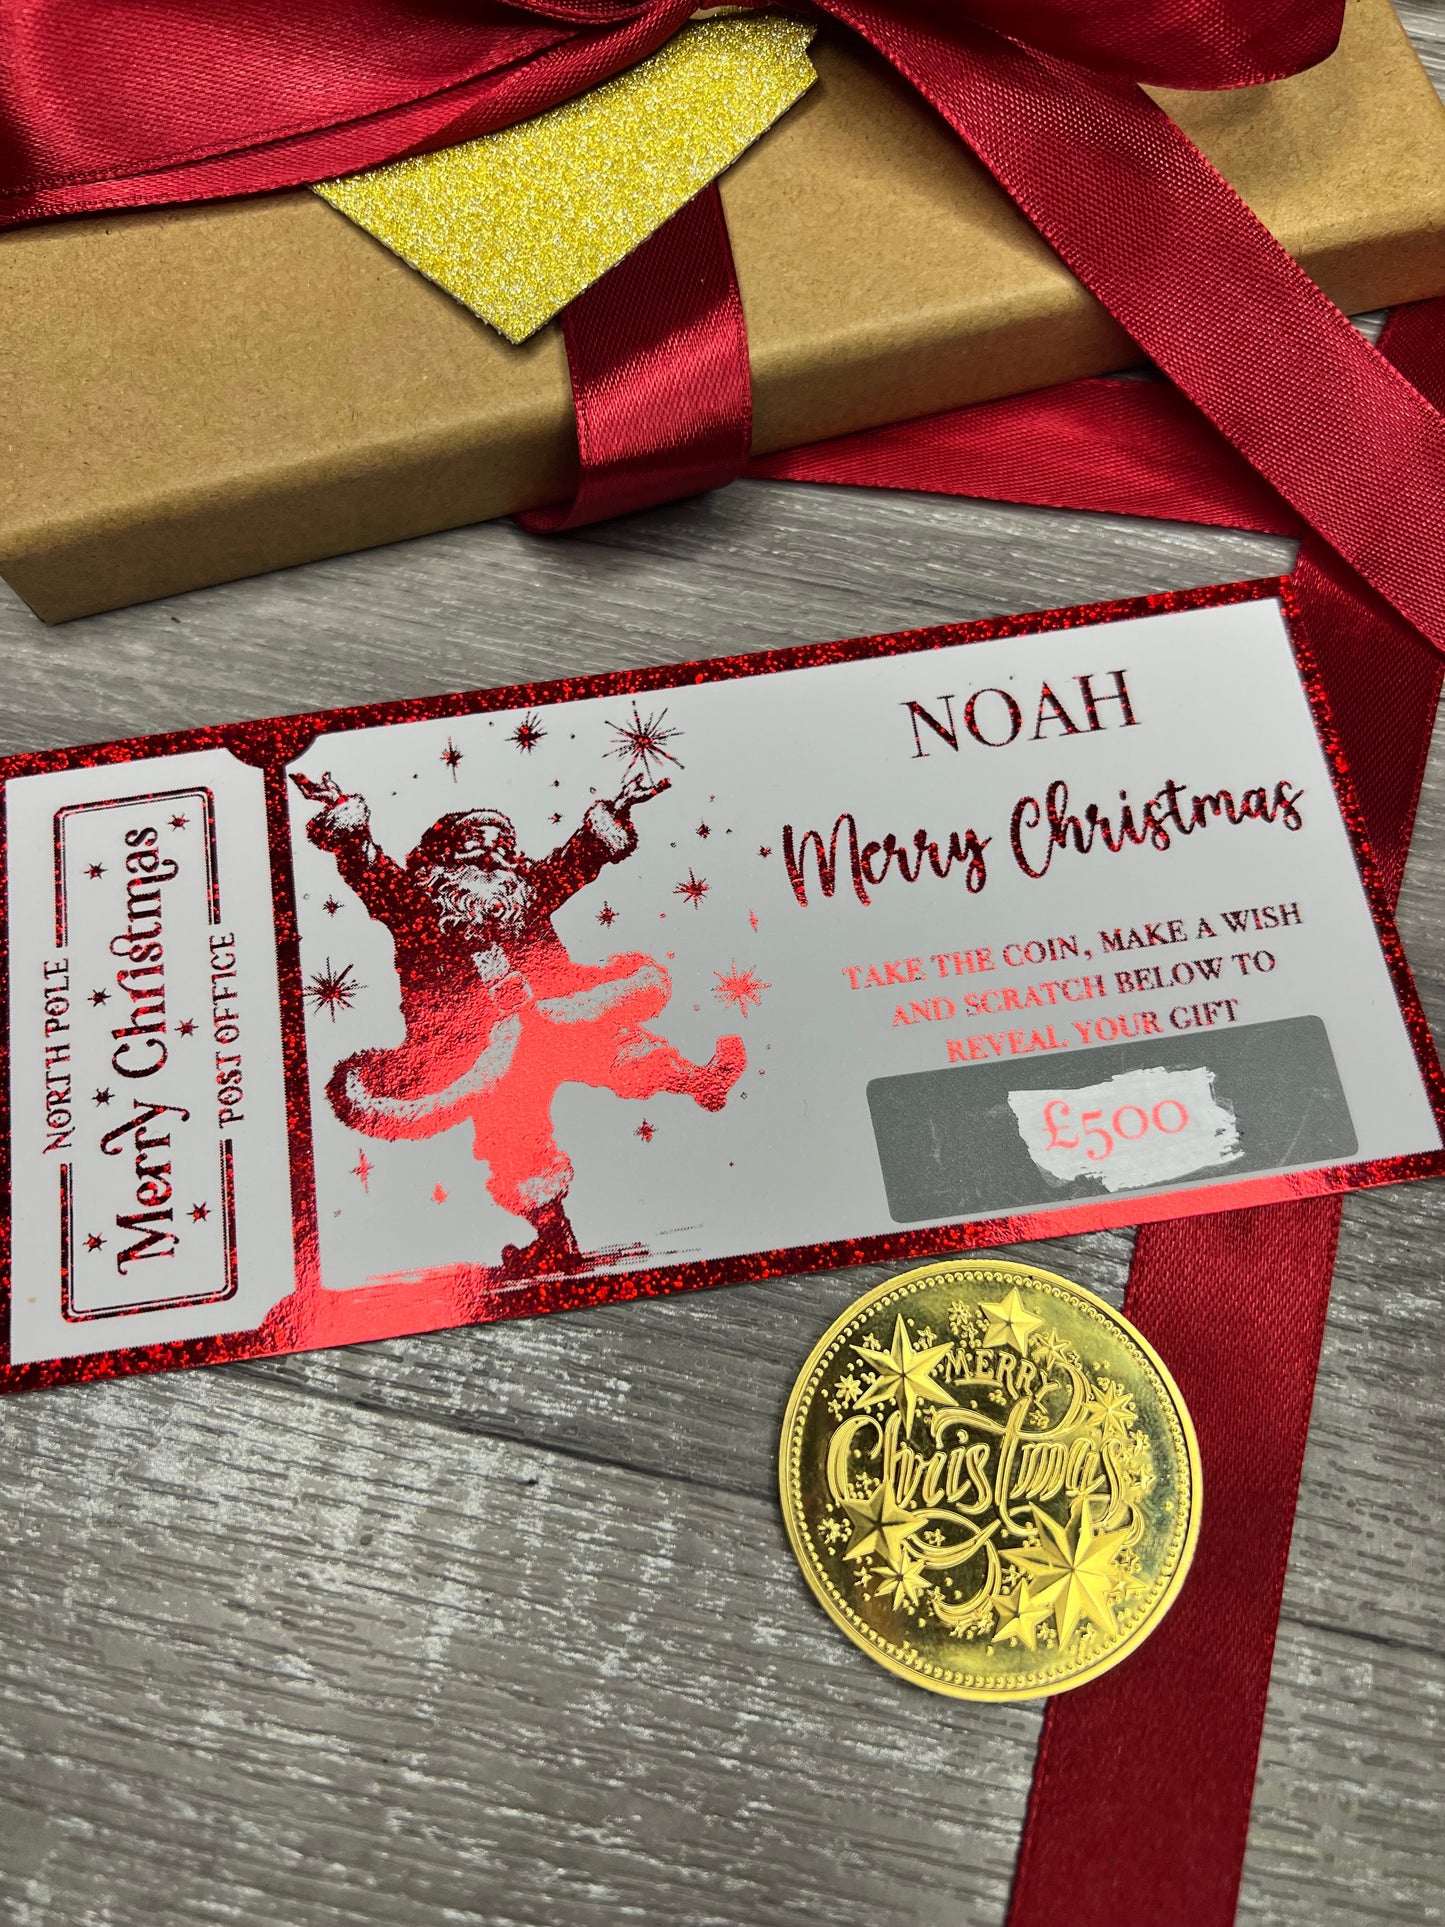 NORTH POLE
Merry Christmas
POST OFFICE
NOAH
Merry Christmas
TAKE THE COIN, MAKE A WISH
AND SCRATCH BELOW TO
REVEAL YOUR GIFT
£500
MERRY
Christmas